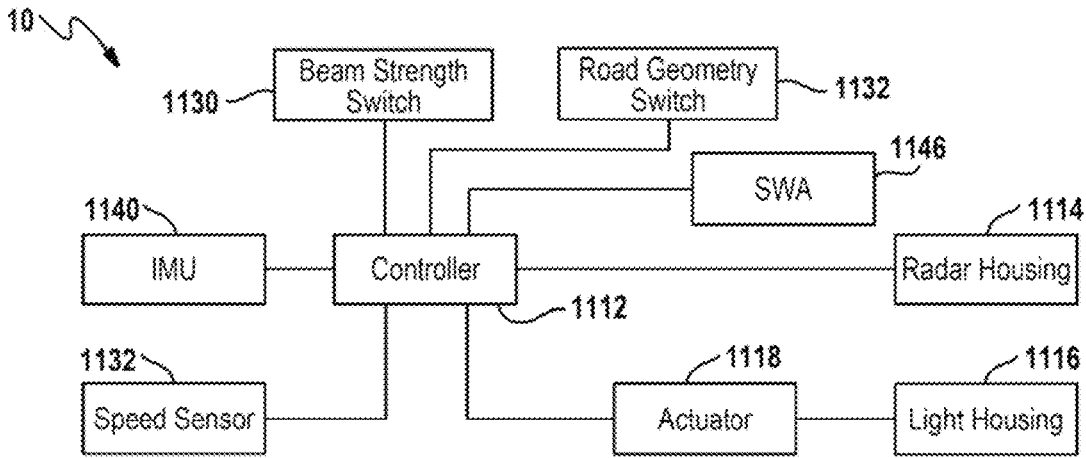 10
Beam Strength
Switch
1130
Road Geometry
Switch
1132
SWA
1146
1140
IMU
Controller
1112
1114
Radar Housing
1132
Speed Sensor
1118
Actuator
1116
Light Housing